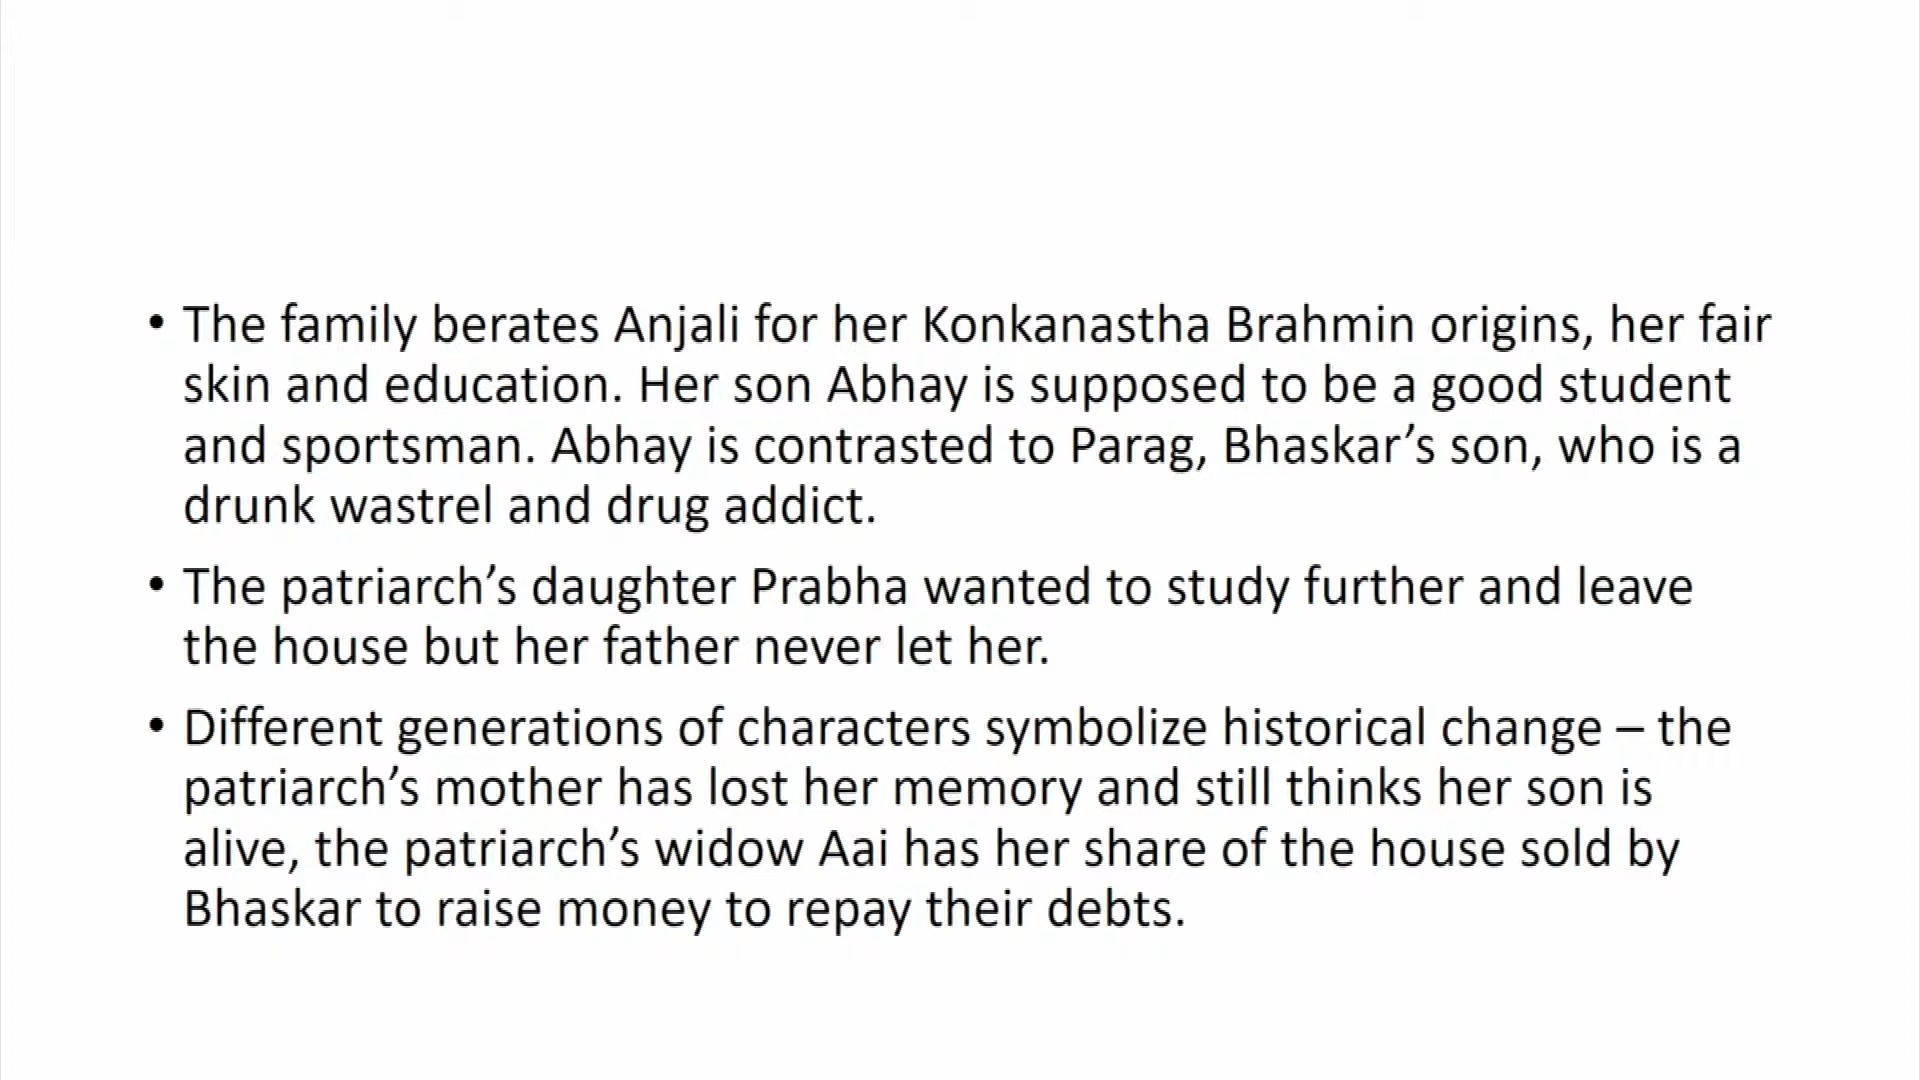 • The family berates Anjali for her Konkanastha Brahmin origins, her fair
skin and education. Her son Abhay is supposed to be a good student
and sportsman. Abhay is contrasted to Parag, Bhaskar’s son, who is a
drunk wastrel and drug addict.
• The patriarch’s daughter Prabha wanted to study further and leave
the house but her father never let her.
• Different generations of characters symbolize historical change – the
patriarch’s mother has lost her memory and still thinks her son is
alive, the patriarch’s widow Aai has her share of the house sold by
Bhaskar to raise money to repay their debts.